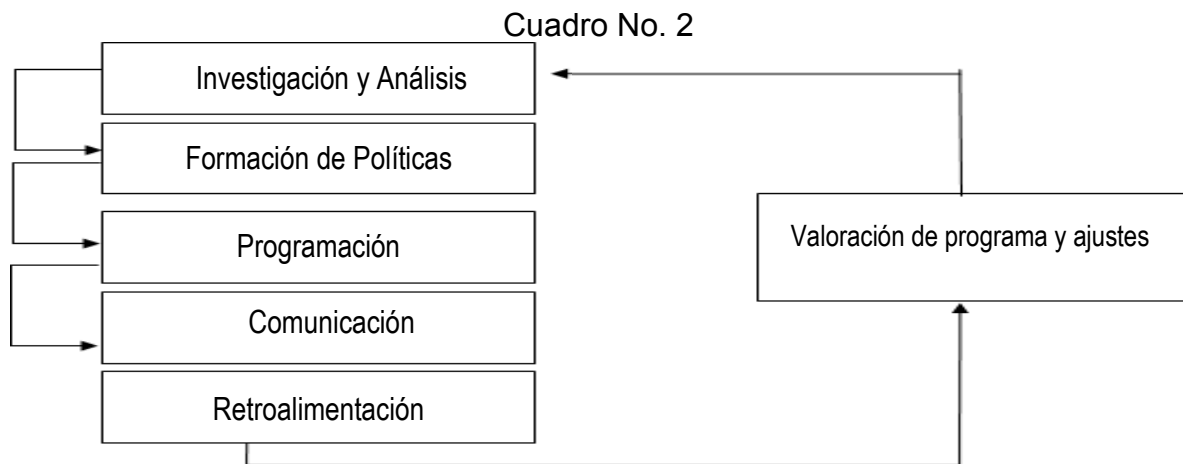 Cuadro No. 2
Investigación y Análisis
Formación de Políticas
Programación
Comunicación
Retroalimentación
Valoración de programa y ajustes